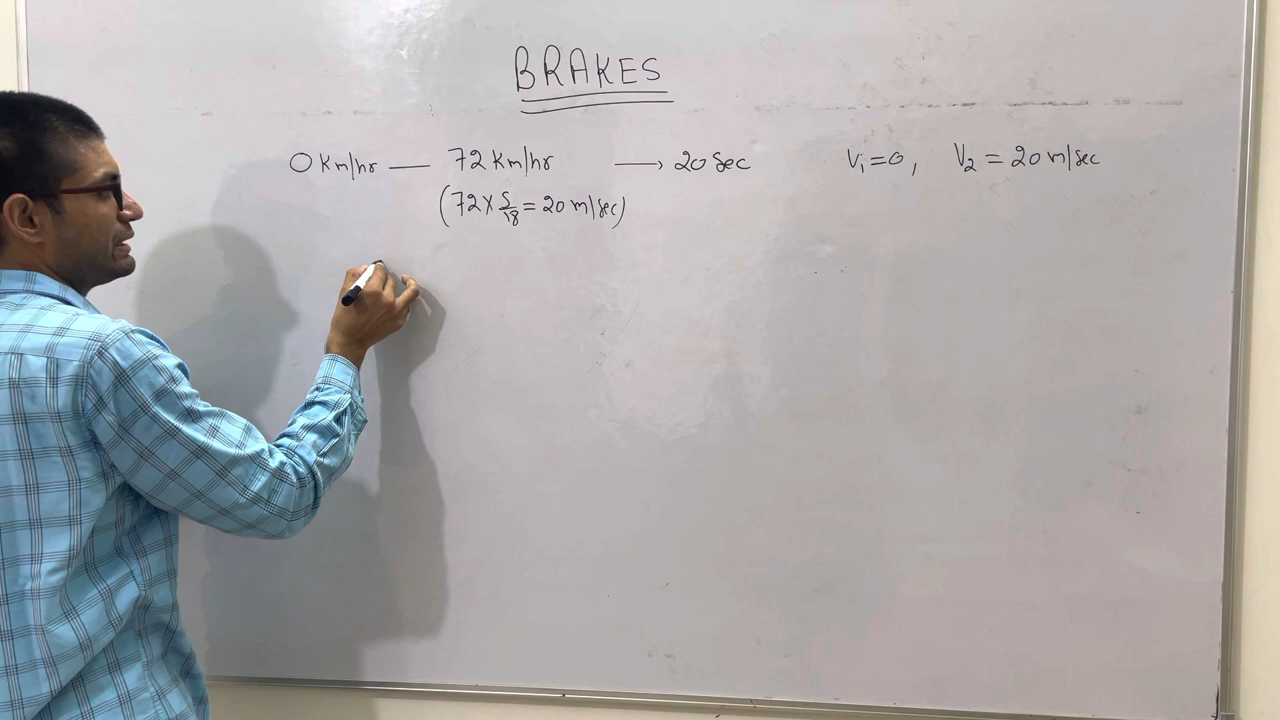 BRAKES
0 Km/hr — 72 Km/hr → 20 Sec V₁=0, V₂ = 20 m/sec
(72 × 5/18 = 20 m/sec)